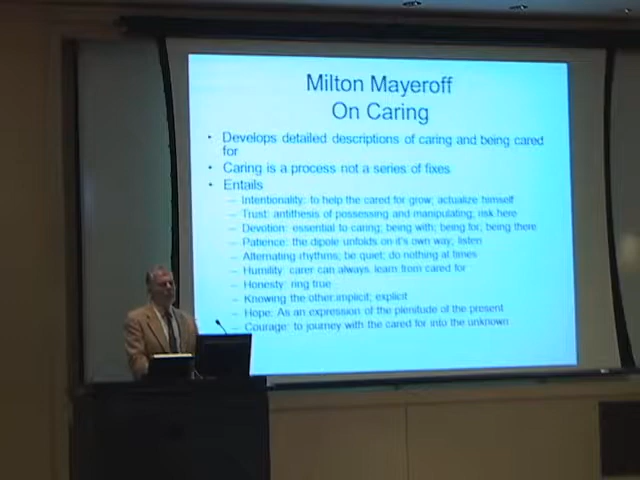 Milton Mayeroff
On Caring
• Develops detailed descriptions of caring and being cared
for
• Caring is a process not a series of fixes
• Entails
– Intentionality: to help the cared for grow; actualize himself
– Trust: antithesis of possessing and manipulating; risk here
– Devotion: essential to caring; being with; being for; being there
– Patience: the dipole unfolds on it's own way; listen
– Alternating rhythms; be quiet; do nothing at times
– Humility: carer can always learn from cared for
– Honesty: ring true
– Knowing the other:implicit; explicit
– Hope: As an expression of the plenitude of the present
– Courage: to journey with the cared for into the unknown